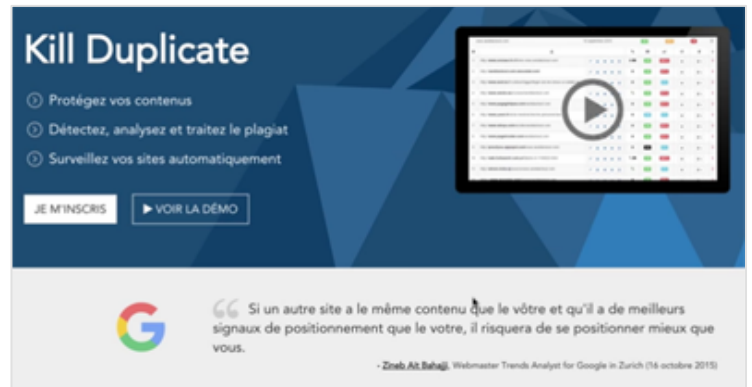 Kill Duplicate
Protégez vos contenus
Détectez, analysez et traitez le plagiat
Surveillez vos sites automatiquement
JE M'INSCRIS
VOIR LA DÉMO
Si un autre site a le même contenu que le vôtre et qu'il a de meilleurs
signaux de positionnement que le votre, il risquera de se positionner mieux que
vous.
- Zineb Ait Bahajji, Webmaster Trends Analyst for Google in Zurich (16 octobre 2015)